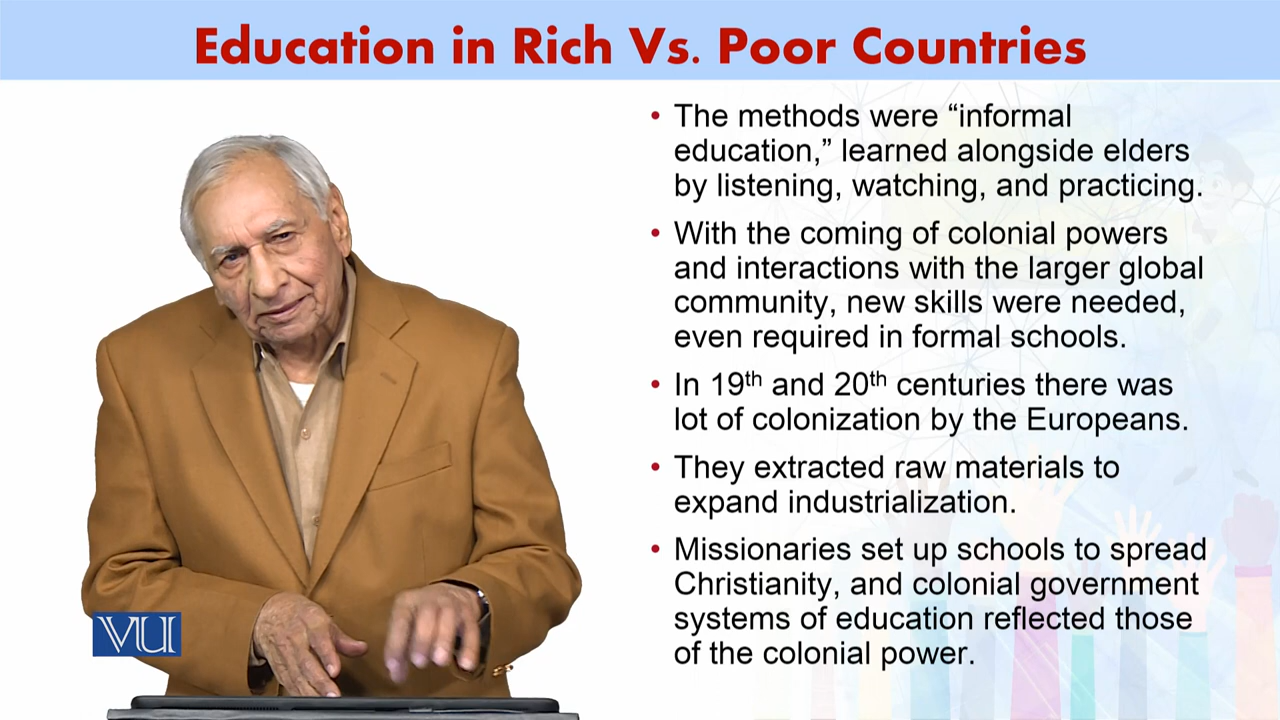 Education in Rich Vs. Poor Countries
• The methods were “informal
education,” learned alongside elders
by listening, watching, and practicing.
• With the coming of colonial powers
and interactions with the larger global
community, new skills were needed,
even required in formal schools.
• In 19th and 20th centuries there was
lot of colonization by the Europeans.
• They extracted raw materials to
expand industrialization.
• Missionaries set up schools to spread
Christianity, and colonial government
systems of education reflected those
of the colonial power.
VU